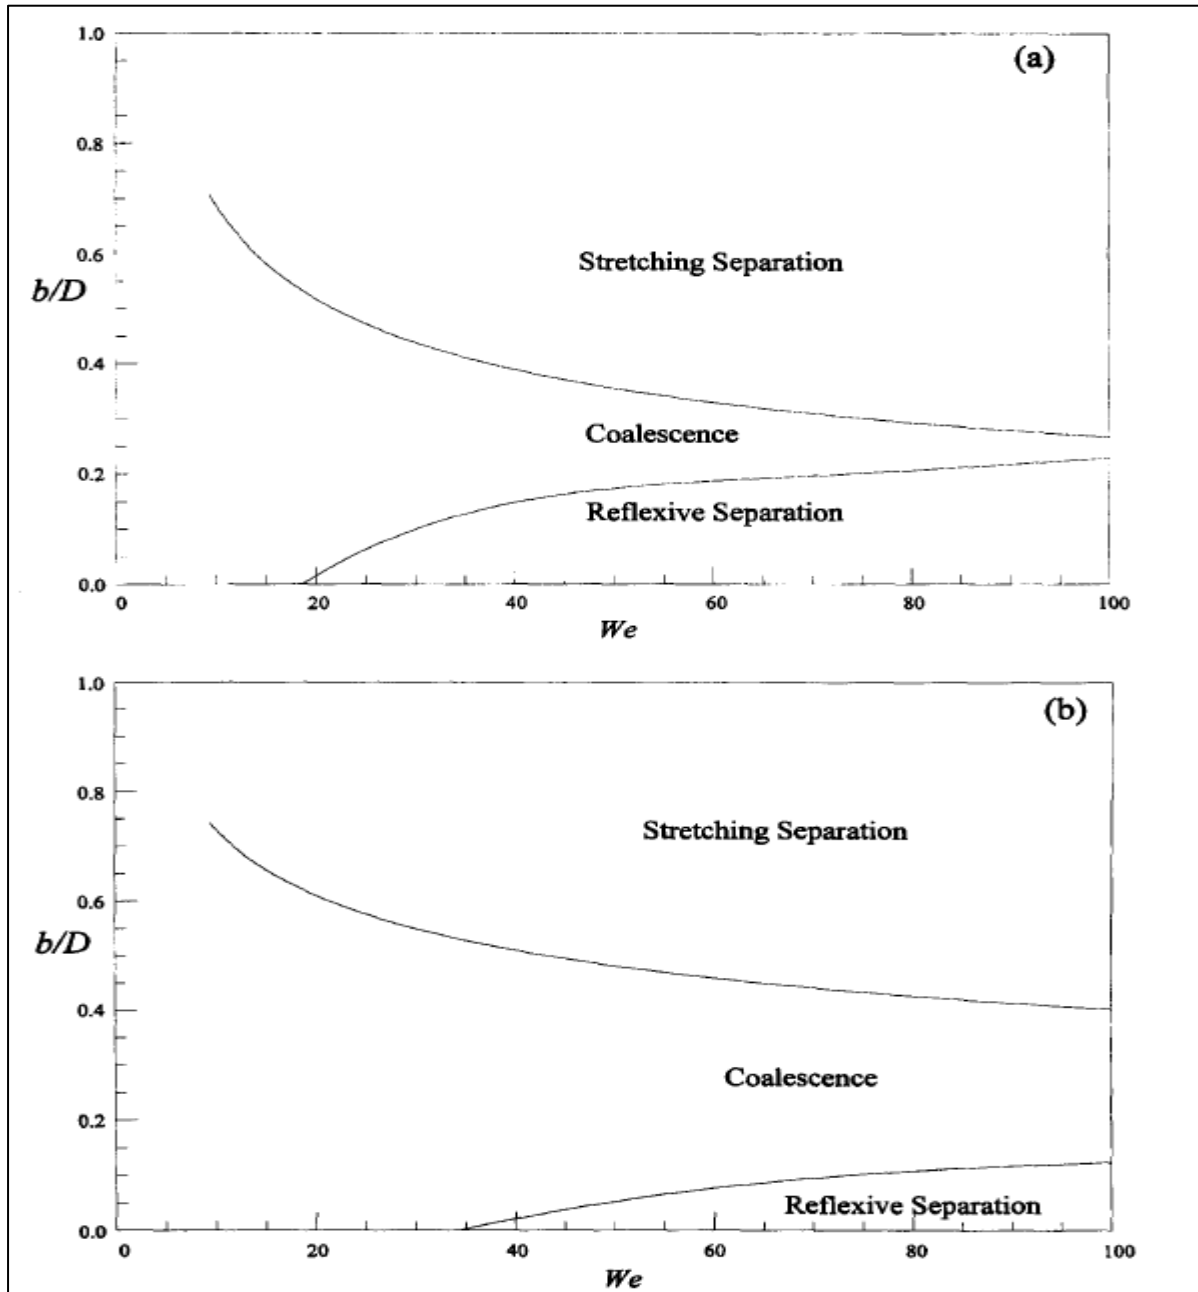 (a)
1.0
0.8
0.6
0.4
0.2
0.0
b/D
Stretching Separation
Coalescence
Reflexive Separation
0 20 40 60 80 100
We
(b)
1.0
0.8
0.6
0.4
0.2
0.0
b/D
Stretching Separation
Coalescence
Reflexive Separation
0 20 40 60 80 100
We